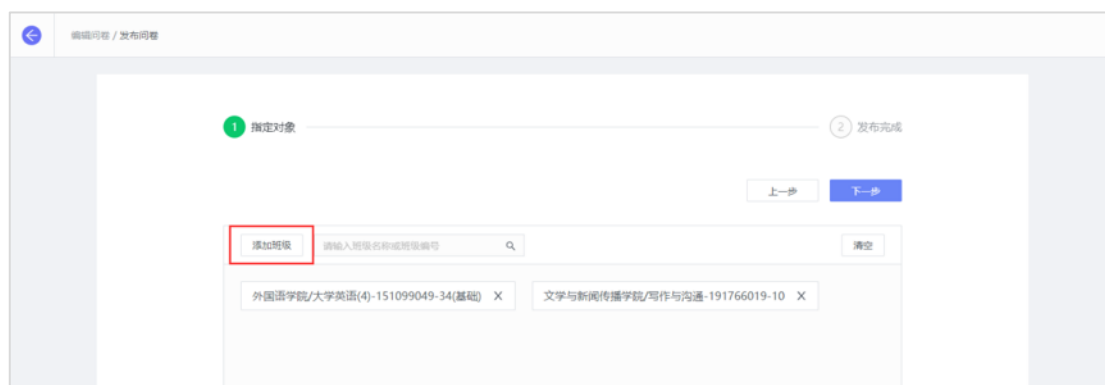 编辑问卷 / 发布问卷
1 指定对象 2 发布完成
上一步 下一步
添加班级 请输入班级名称或班级编号 清空
外国语学院/大学英语(4)-151099049-34(基础) X 文学与新闻传播学院/写作与沟通-191766019-10 X